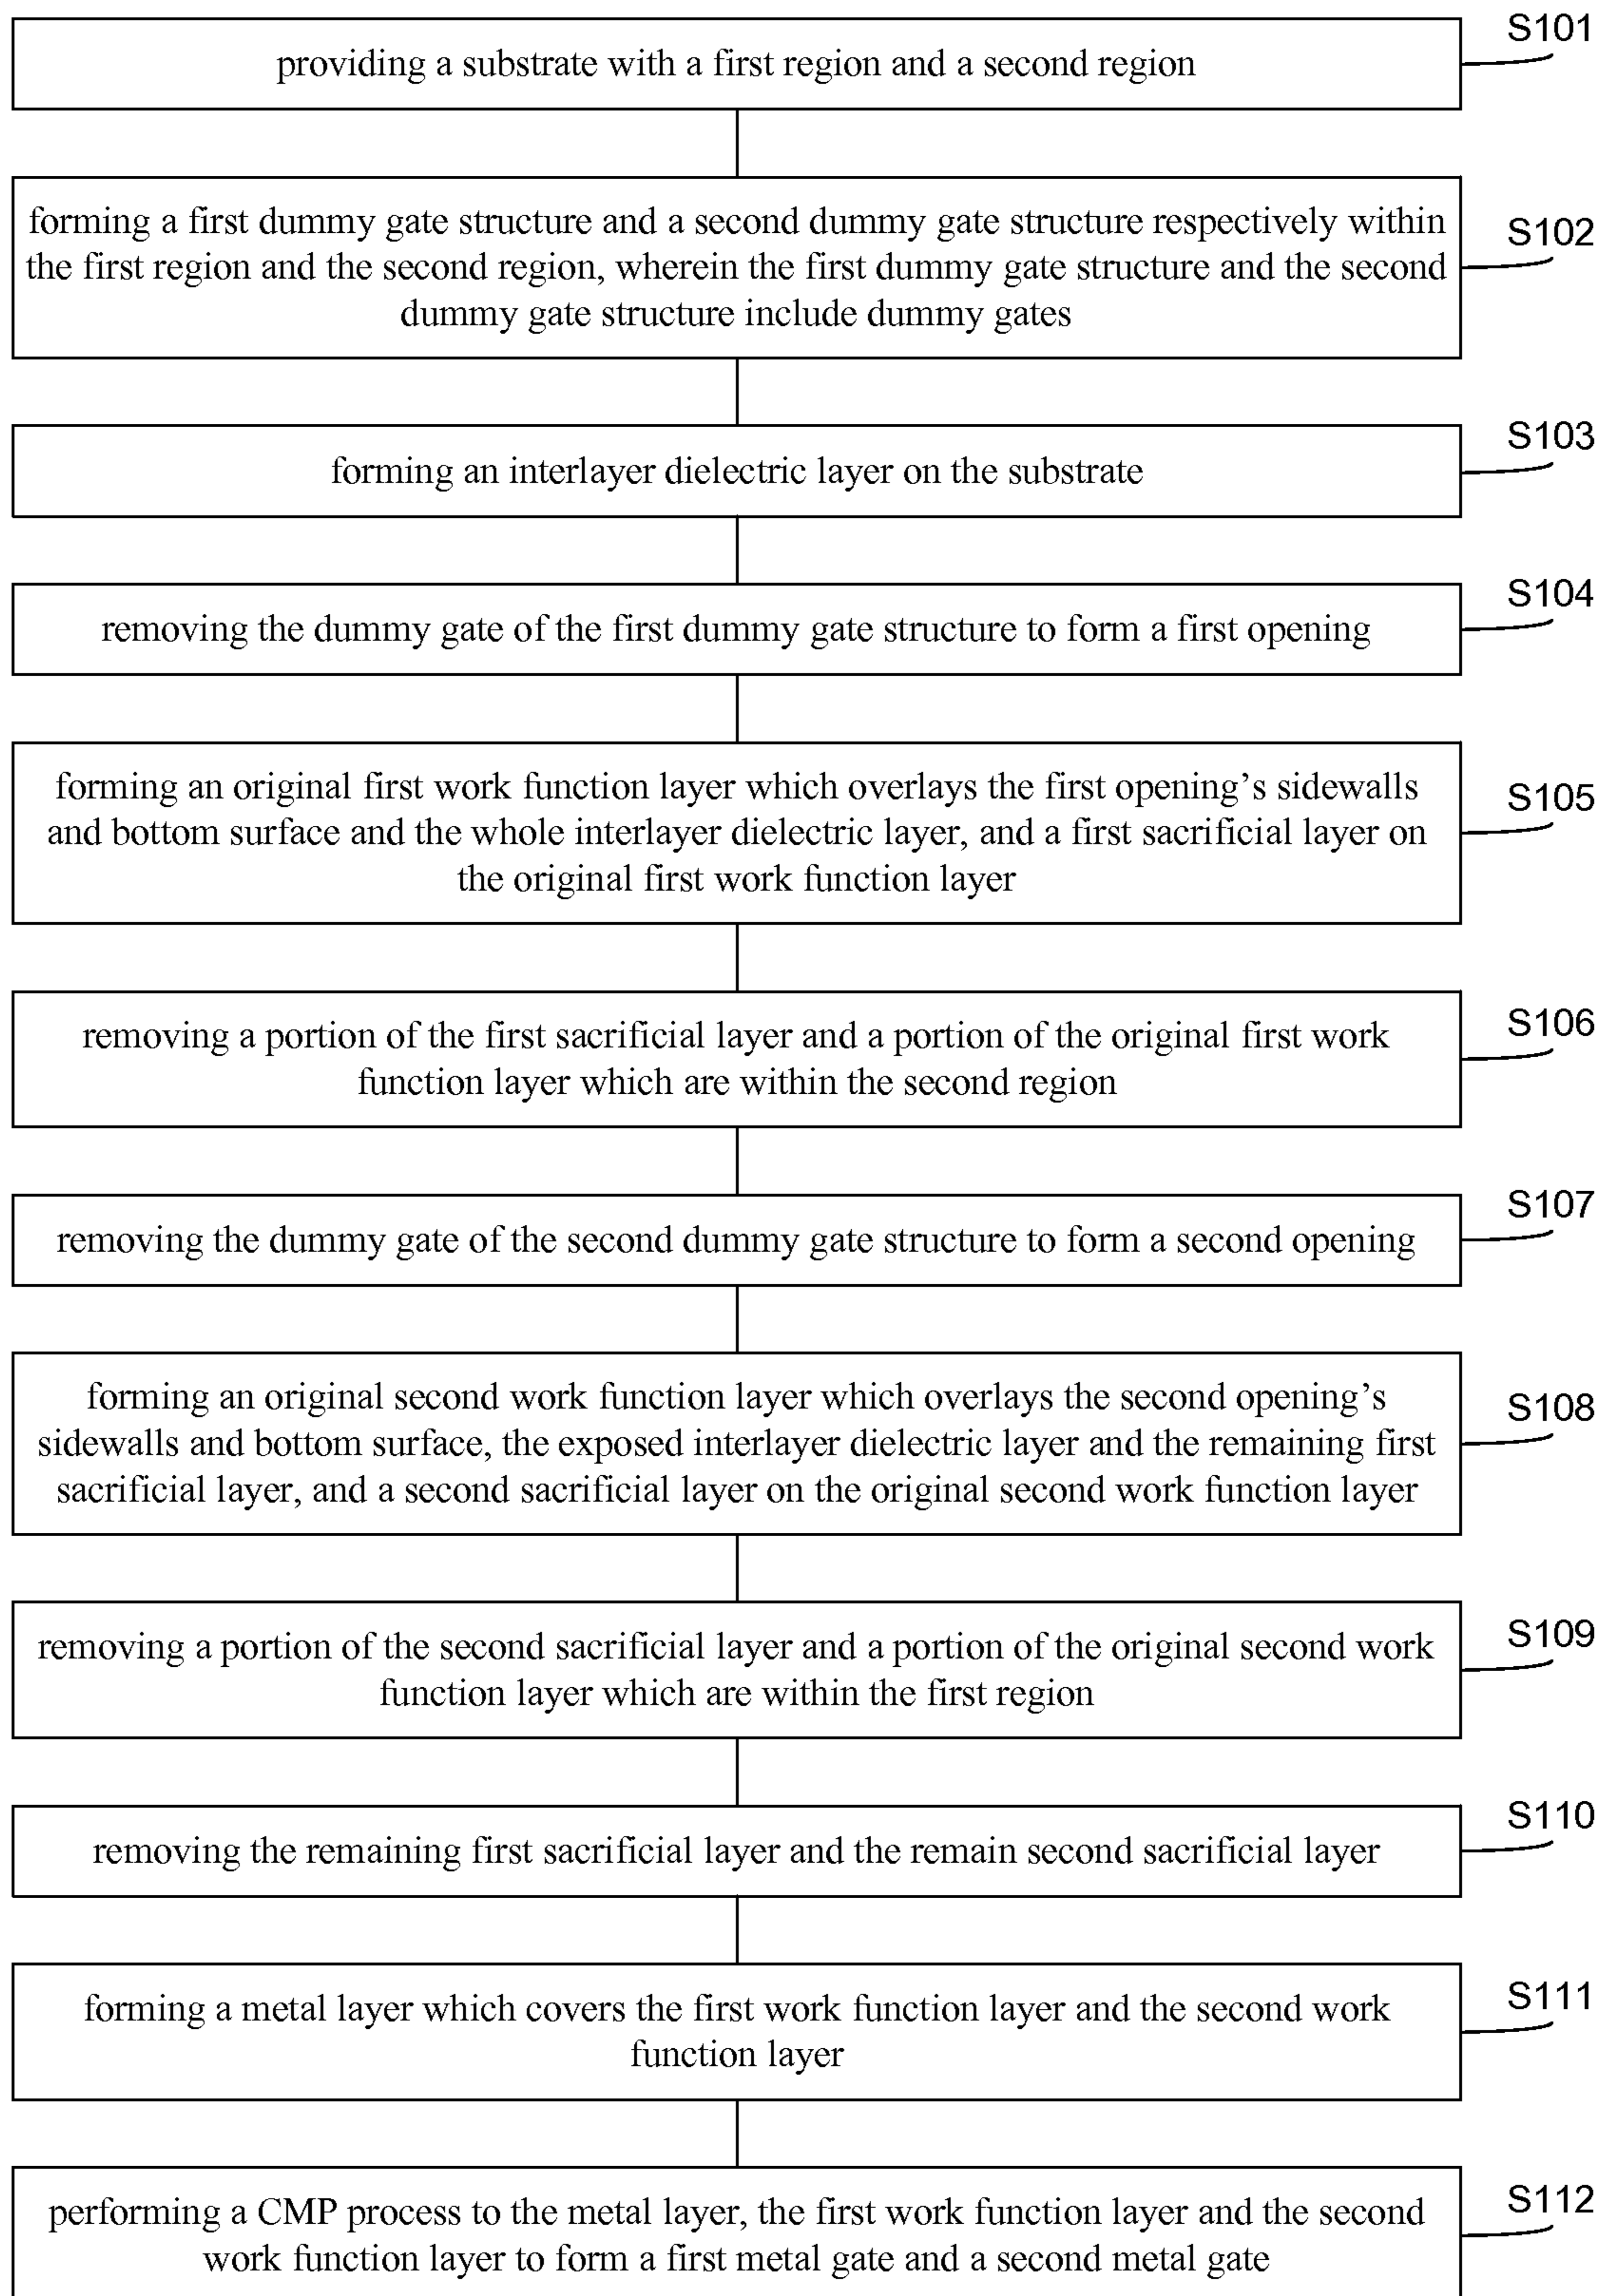 S101
providing a substrate with a first region and a second region
forming a first dummy gate structure and a second dummy gate structure respectively within
S102
the first region and the second region, wherein the first dummy gate structure and the second
dummy gate structure include dummy gates
S103
forming an interlayer dielectric layer on the substrate
S104
removing the dummy gate of the first dummy gate structure to form a first opening
forming an original first work function layer which overlays the first opening’s sidewalls
S105
and bottom surface and the whole interlayer dielectric layer, and a first sacrificial layer on
the original first work function layer
S106
removing a portion of the first sacrificial layer and a portion of the original first work
function layer which are within the second region
S107
removing the dummy gate of the second dummy gate structure to form a second opening
forming an original second work function layer which overlays the second opening’s
S108
sidewalls and bottom surface, the exposed interlayer dielectric layer and the remaining first
sacrificial layer, and a second sacrificial layer on the original second work function layer
S109
removing a portion of the second sacrificial layer and a portion of the original second work
function layer which are within the first region
S110
removing the remaining first sacrificial layer and the remain second sacrificial layer
S111
forming a metal layer which covers the first work function layer and the second work
function layer
S112
performing a CMP process to the metal layer, the first work function layer and the second
work function layer to form a first metal gate and a second metal gate